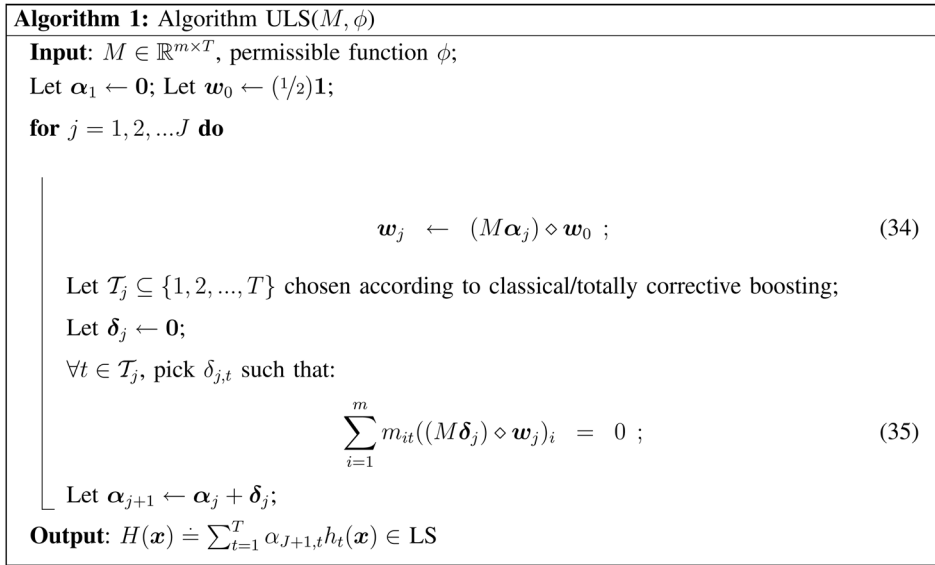 Algorithm 1: Algorithm ULS(M, ϕ)
Input: M ∈ ℝ^{m×T}, permissible function ϕ;
Let α₁ ← 0; Let w₀ ← (1/2)1;
for j = 1, 2, ...J do
w_j ← (Mα_j) ⋄ w₀ ; (34)
Let 𝒯_j ⊆ {1, 2, ..., T} chosen according to classical/totally corrective boosting;
Let δ_j ← 0;
∀t ∈ 𝒯_j, pick δ_{j,t} such that:
∑_{i=1}^{m} m_{it}((Mδ_j) ⋄ w_j)_i = 0 ; (35)
Let α_{j+1} ← α_j + δ_j;
Output: H(x) ≐ ∑_{t=1}^{T} α_{J+1,t}h_t(x) ∈ LS